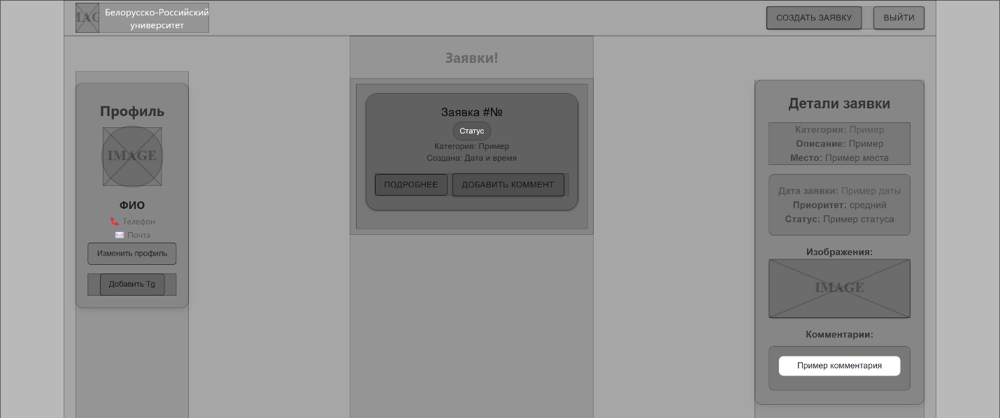 IMAGE
Белорусско-Российский
университет
СОЗДАТЬ ЗАЯВКУ
ВЫЙТИ
Профиль
IMAGE
ФИО
Телефон
Почта
Изменить профиль
Добавить Tg
Заявки!
Заявка #№
Статус
Категория: Пример
Создана: Дата и время
ПОДРОБНЕЕ
ДОБАВИТЬ КОММЕНТ
Детали заявки
Категория: Пример
Описание: Пример
Место: Пример места
Дата заявки: Пример даты
Приоритет: средний
Статус: Пример статуса
Изображения:
IMAGE
Комментарии:
Пример комментария